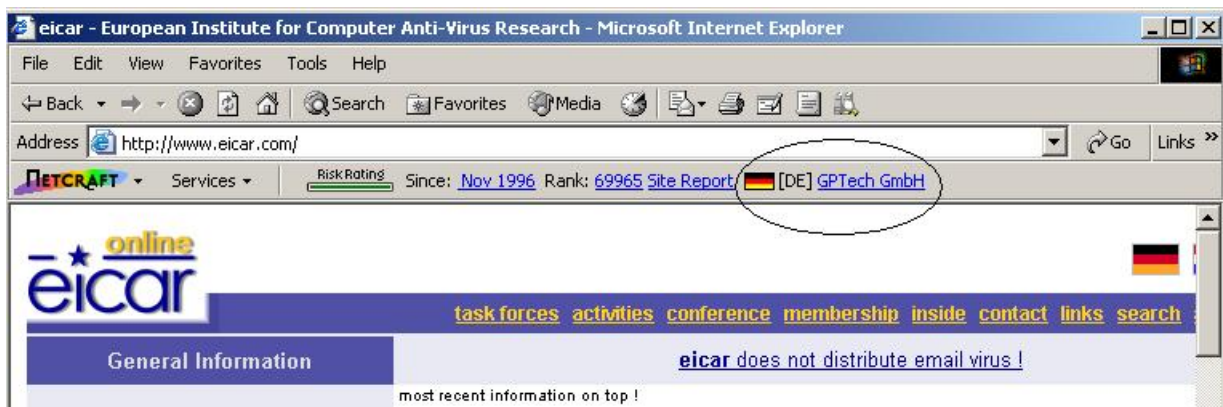 eicar - European Institute for Computer Anti-Virus Research - Microsoft Internet Explorer
File Edit View Favorites Tools Help
Back Search Favorites Media
Address http://www.eicar.com/ Go Links »
NETCRAFT Services Risk Rating Since: Nov 1996 Rank: 69965 Site Report [DE] GPTech GmbH
online
eicar
task forces activities conference membership inside contact links search
General Information
eicar does not distribute email virus !
most recent information on top !